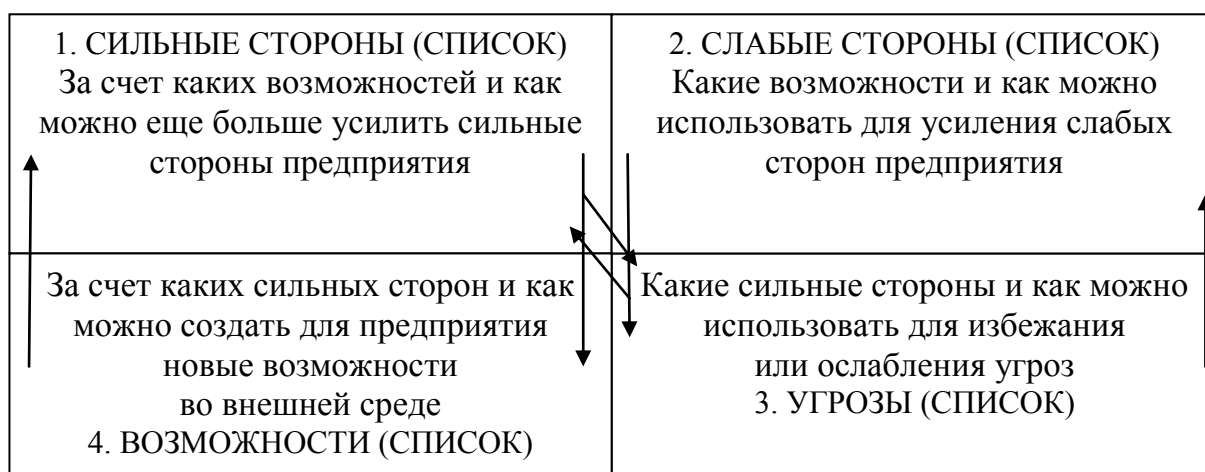 1. СИЛЬНЫЕ СТОРОНЫ (СПИСОК)
За счет каких возможностей и как
можно еще больше усилить сильные
стороны предприятия
2. СЛАБЫЕ СТОРОНЫ (СПИСОК)
Какие возможности и как можно
использовать для усиления слабых
сторон предприятия
За счет каких сильных сторон и как
можно создать для предприятия
новые возможности
во внешней среде
4. ВОЗМОЖНОСТИ (СПИСОК)
Какие сильные стороны и как можно
использовать для избежания
или ослабления угроз
3. УГРОЗЫ (СПИСОК)